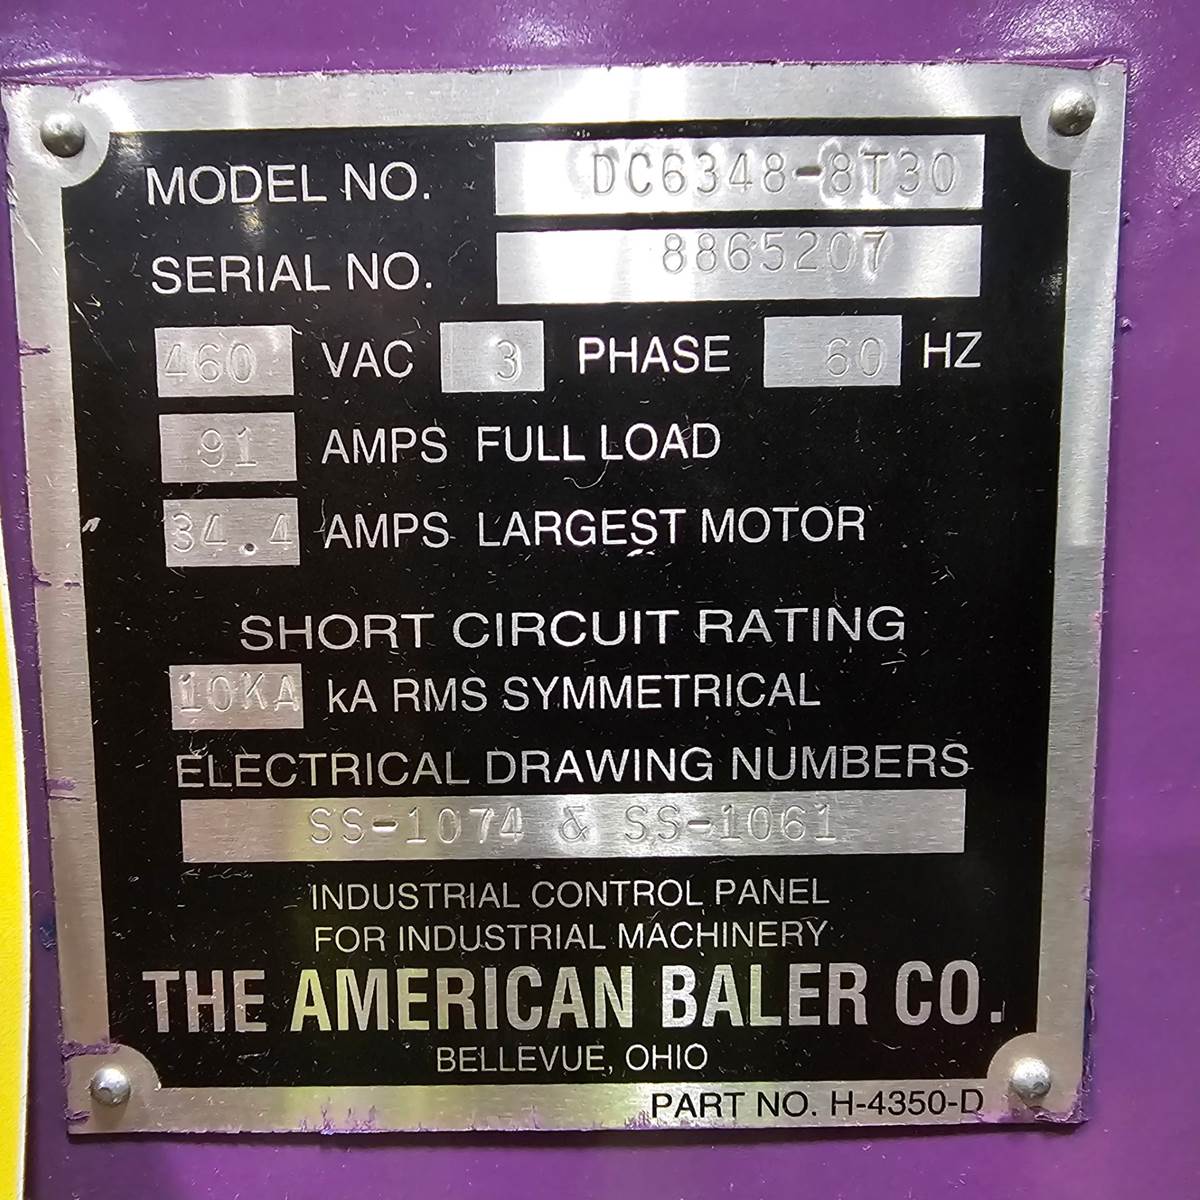 MODEL NO. DC6348-8T30
SERIAL NO. 8865207
460 VAC 3 PHASE 60 HZ
91 AMPS FULL LOAD
34.4 AMPS LARGEST MOTOR
SHORT CIRCUIT RATING
10KA kA RMS SYMMETRICAL
ELECTRICAL DRAWING NUMBERS
SS-1074 & SS-1061
INDUSTRIAL CONTROL PANEL
FOR INDUSTRIAL MACHINERY
THE AMERICAN BALER CO.
BELLEVUE, OHIO
PART NO. H-4350-D